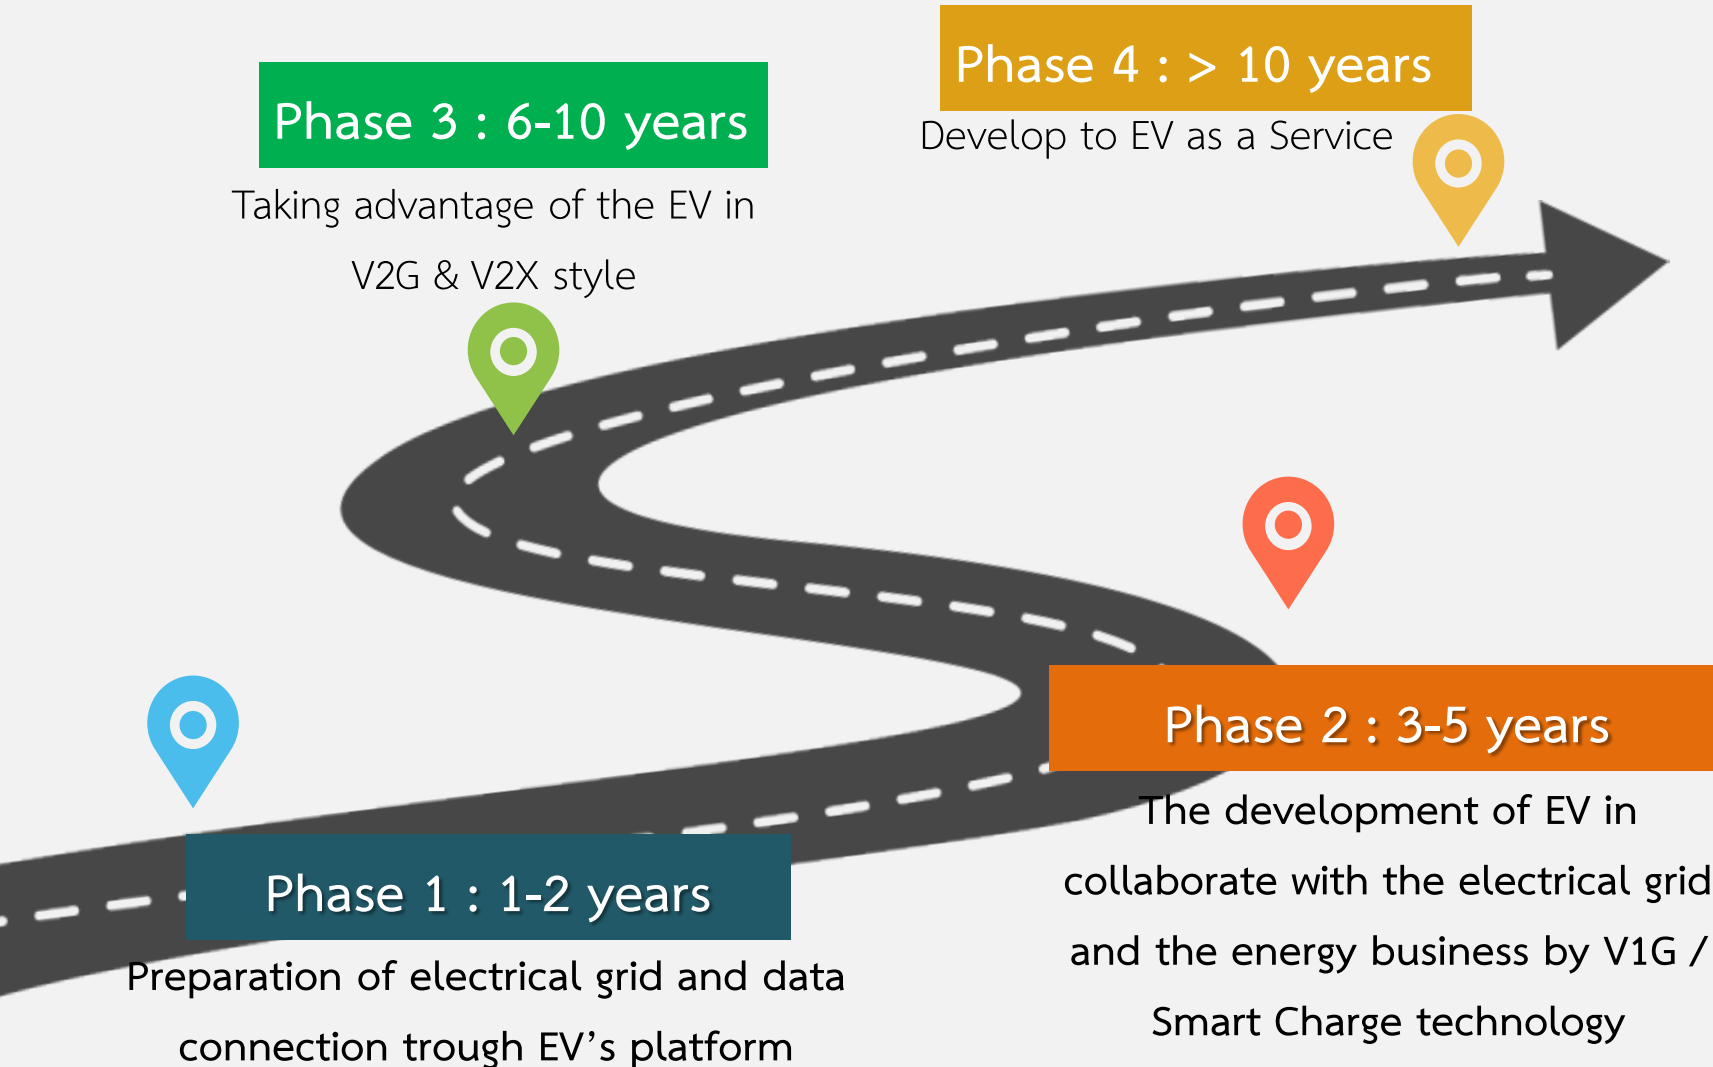 Phase 4 : > 10 years
Develop to EV as a Service
Phase 3 : 6-10 years
Taking advantage of the EV in
V2G & V2X style
Phase 2 : 3-5 years
The development of EV in
collaborate with the electrical grid
and the energy business by V1G /
Smart Charge technology
Phase 1 : 1-2 years
Preparation of electrical grid and data
connection trough EV’s platform